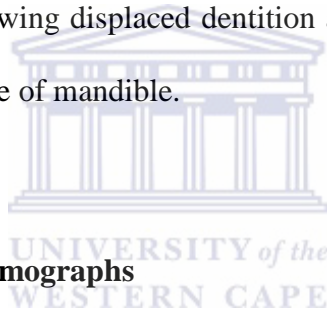 wing displaced dentition
e of mandible.
UNIVERSITY of the
mographs
WESTERN CAPE